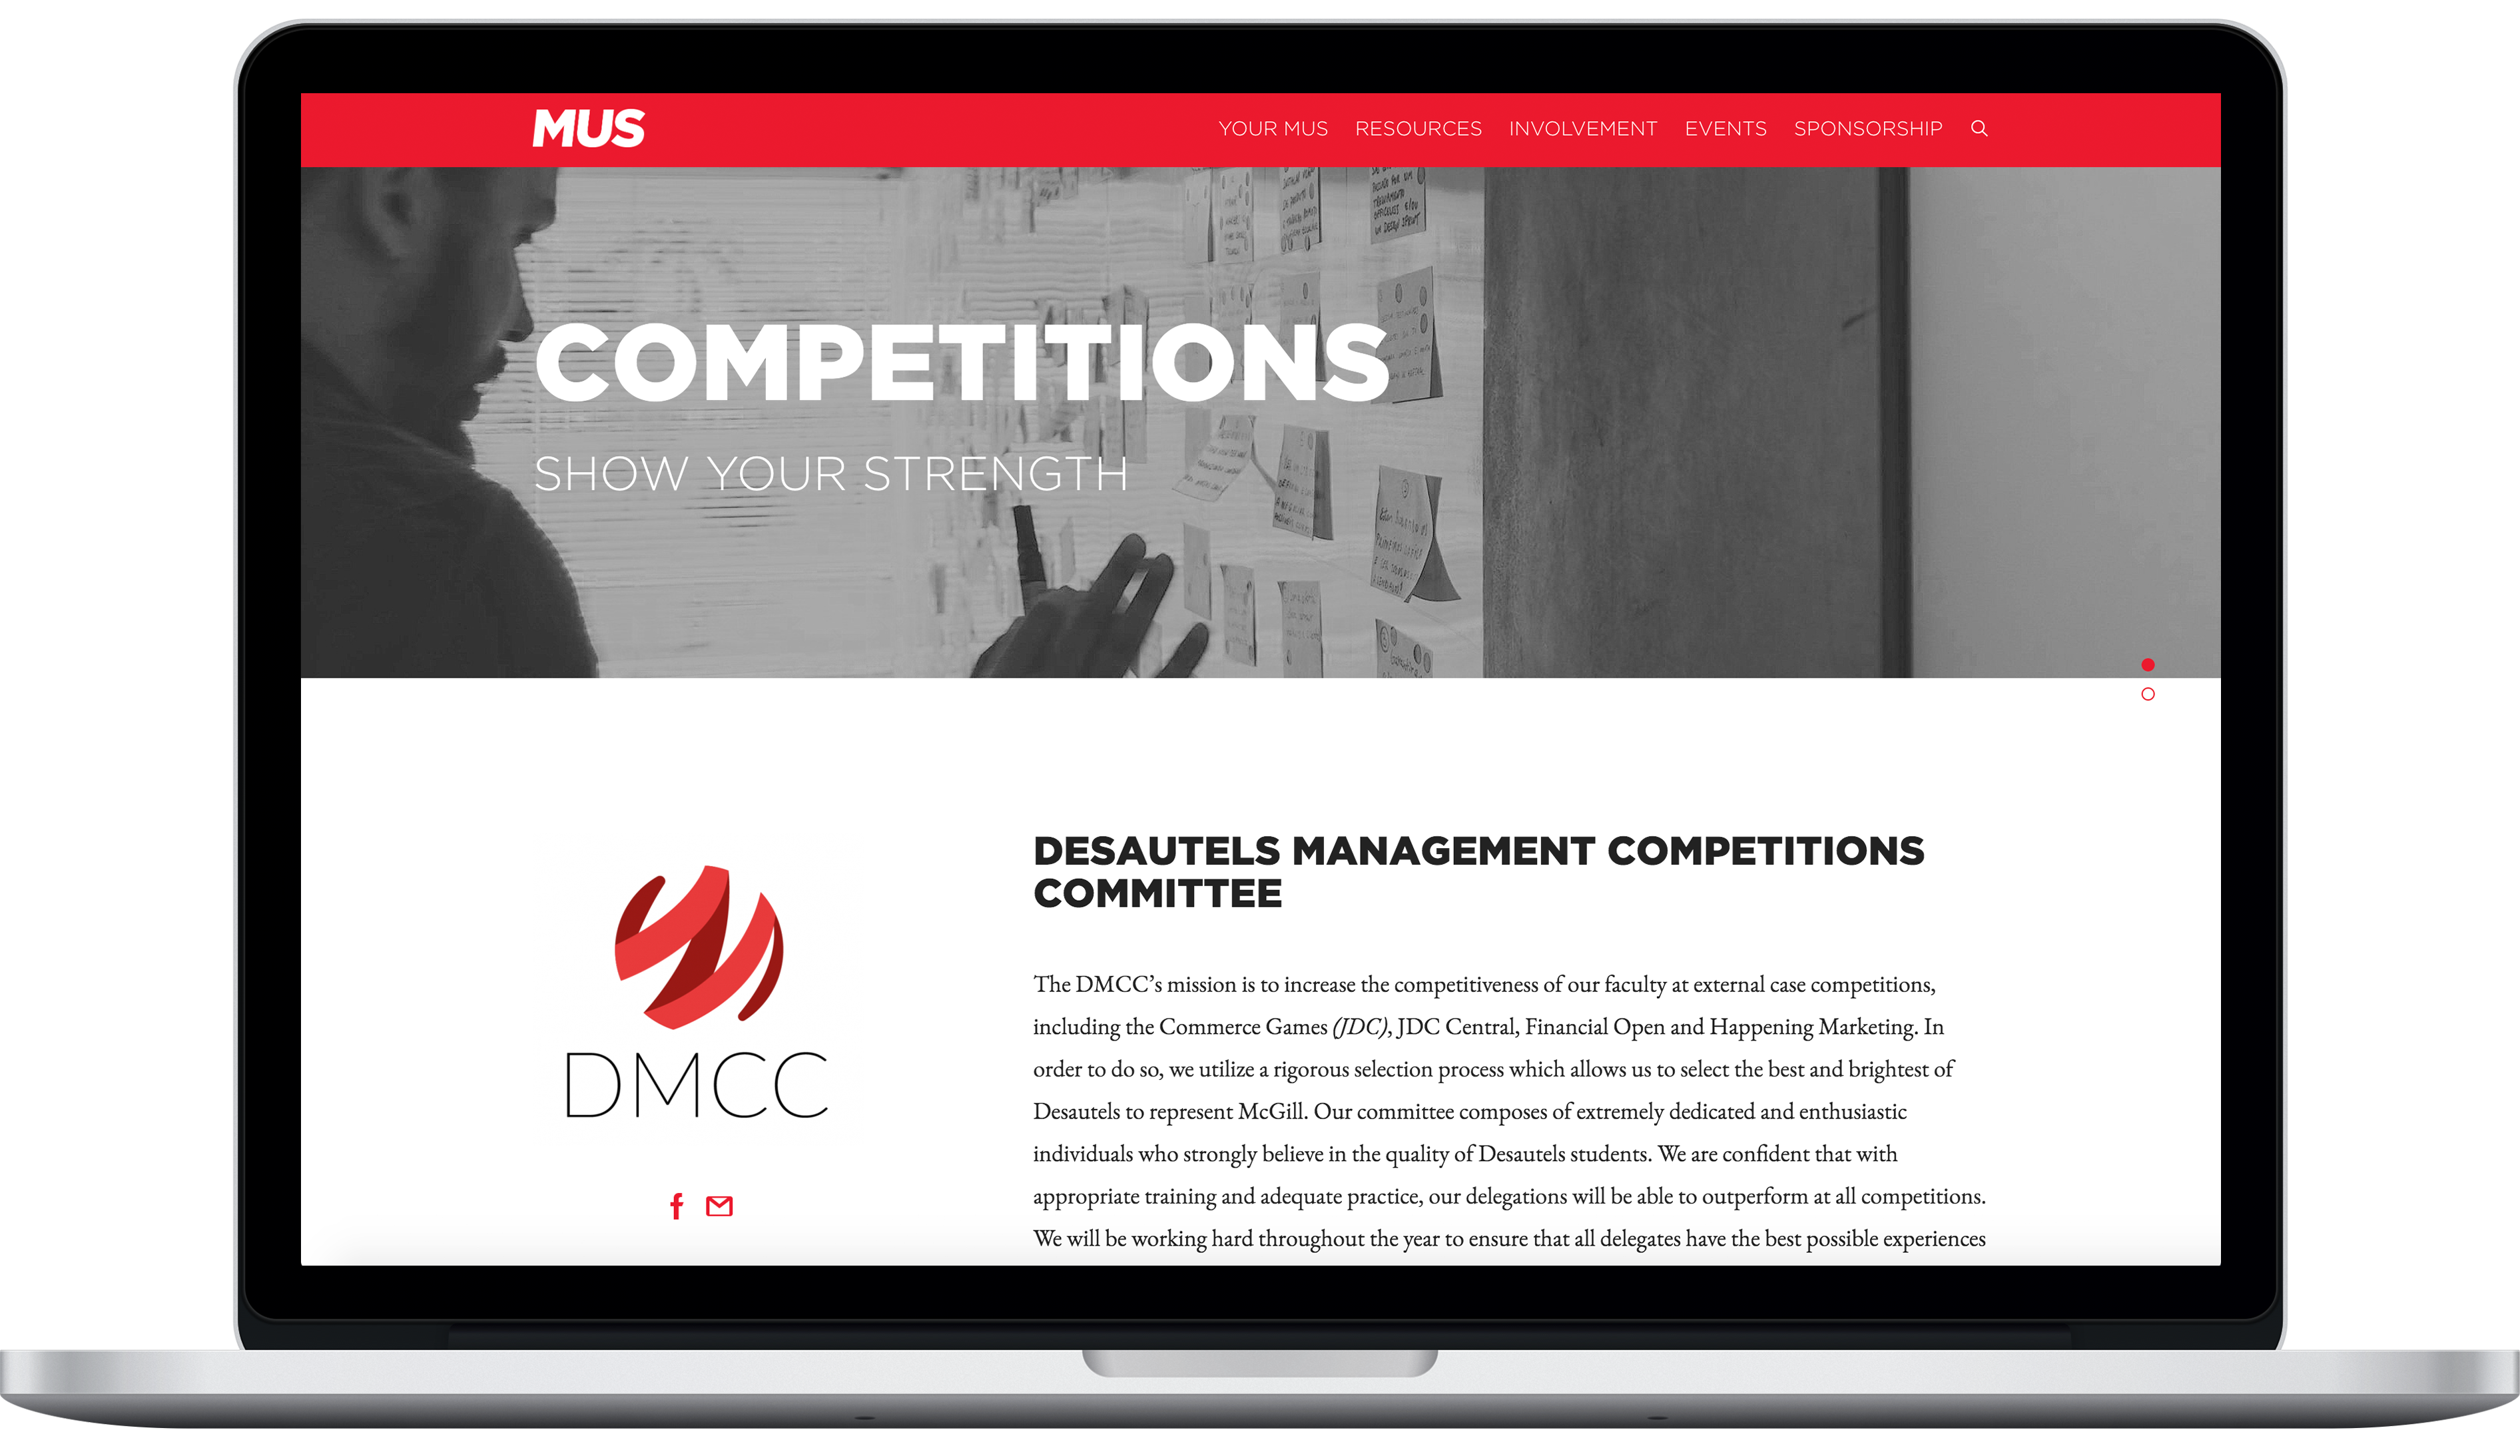 MUS
YOUR MUS RESOURCES INVOLVEMENT EVENTS SPONSORSHIP
COMPETITIONS
SHOW YOUR STRENGTH
DMCC
DESAUTELS MANAGEMENT COMPETITIONS
COMMITTEE
The DMCC’s mission is to increase the competitiveness of our faculty at external case competitions,
including the Commerce Games (JDC), JDC Central, Financial Open and Happening Marketing. In
order to do so, we utilize a rigorous selection process which allows us to select the best and brightest of
Desautels to represent McGill. Our committee composes of extremely dedicated and enthusiastic
individuals who strongly believe in the quality of Desautels students. We are confident that with
appropriate training and adequate practice, our delegations will be able to outperform at all competitions.
We will be working hard throughout the year to ensure that all delegates have the best possible experiences